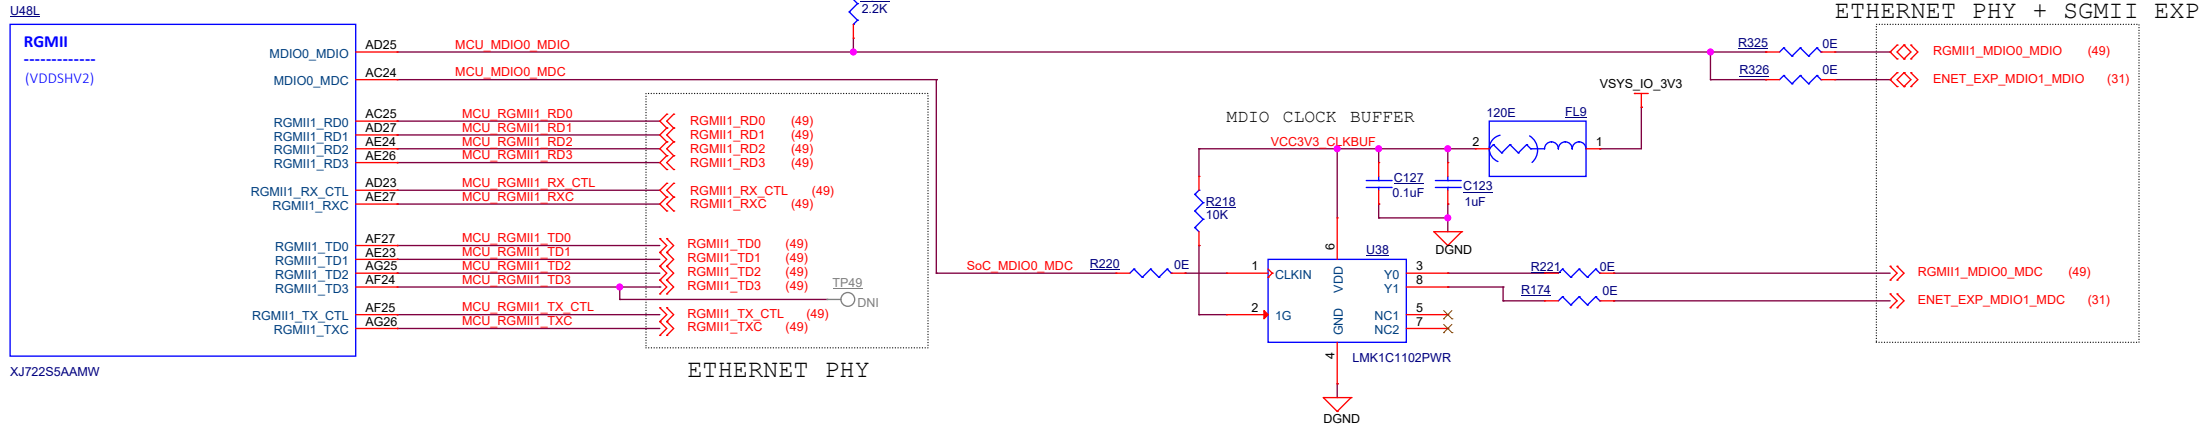 U48L
2.2K
ETHERNET PHY + SGMII EXP
RGMII
-------------
(VDDSHV2)
MDIO0_MDIO AD25 MCU_MDIO0_MDIO R325 0E RGMII1_MDIO0_MDIO (49)
MDIO0_MDC AC24 MCU_MDIO0_MDC R326 0E ENET_EXP_MDIO1_MDIO (31)
VSYS_IO_3V3
MDIO CLOCK BUFFER 120E FL9
RGMII1_RD0 AC25 MCU_RGMII1_RD0 RGMII1_RD0 (49)
RGMII1_RD1 AD27 MCU_RGMII1_RD1 RGMII1_RD1 (49)
RGMII1_RD2 AE24 MCU_RGMII1_RD2 RGMII1_RD2 (49)
RGMII1_RD3 AE26 MCU_RGMII1_RD3 RGMII1_RD3 (49)
VCC3V3_CLKBUF 2 1
RGMII1_RX_CTL AD23 MCU_RGMII1_RX_CTL RGMII1_RX_CTL (49)
RGMII1_RXC AE27 MCU_RGMII1_RXC RGMII1_RXC (49)
C127
0.1uF
C123
1uF
R218
10K
DGND
RGMII1_TD0 AF27 MCU_RGMII1_TD0 RGMII1_TD0 (49)
RGMII1_TD1 AE23 MCU_RGMII1_TD1 RGMII1_TD1 (49)
RGMII1_TD2 AG25 MCU_RGMII1_TD2 RGMII1_TD2 (49)
RGMII1_TD3 AF24 MCU_RGMII1_TD3 RGMII1_TD3 (49)
TP49
DNI
RGMII1_TX_CTL AF25 MCU_RGMII1_TX_CTL RGMII1_TX_CTL (49)
RGMII1_TXC AG26 MCU_RGMII1_TXC RGMII1_TXC (49)
6 U38
SoC_MDIO0_MDC R220 0E 1 CLKIN VDD Y0 3 R221 0E RGMII1_MDIO0_MDC (49)
Y1 8 R174 0E ENET_EXP_MDIO1_MDC (31)
2 1G GND NC1 5
NC2 7
4 LMK1C1102PWR
XJ722S5AAMW
ETHERNET PHY
DGND